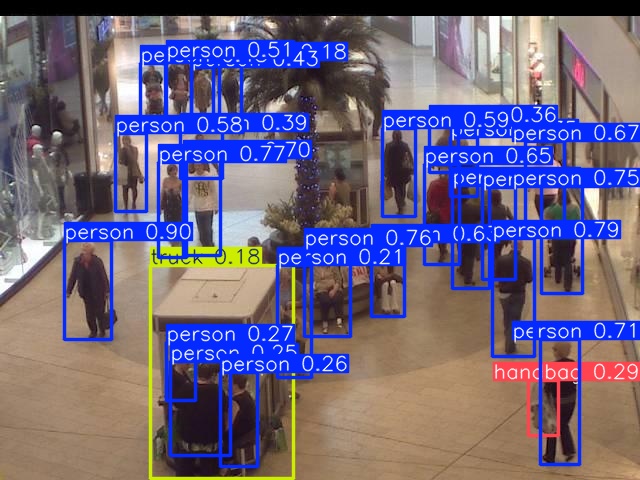 person 0.51
0.18
0.43
person 0.58
0.39
person 0.77
person 0.59
0.36
person 0.67
person 0.65
person 0.75
person 0.90
person 0.76
0.63
person 0.79
truck 0.18
person 0.21
person 0.27
person 0.25
person 0.26
person 0.71
handbag 0.29